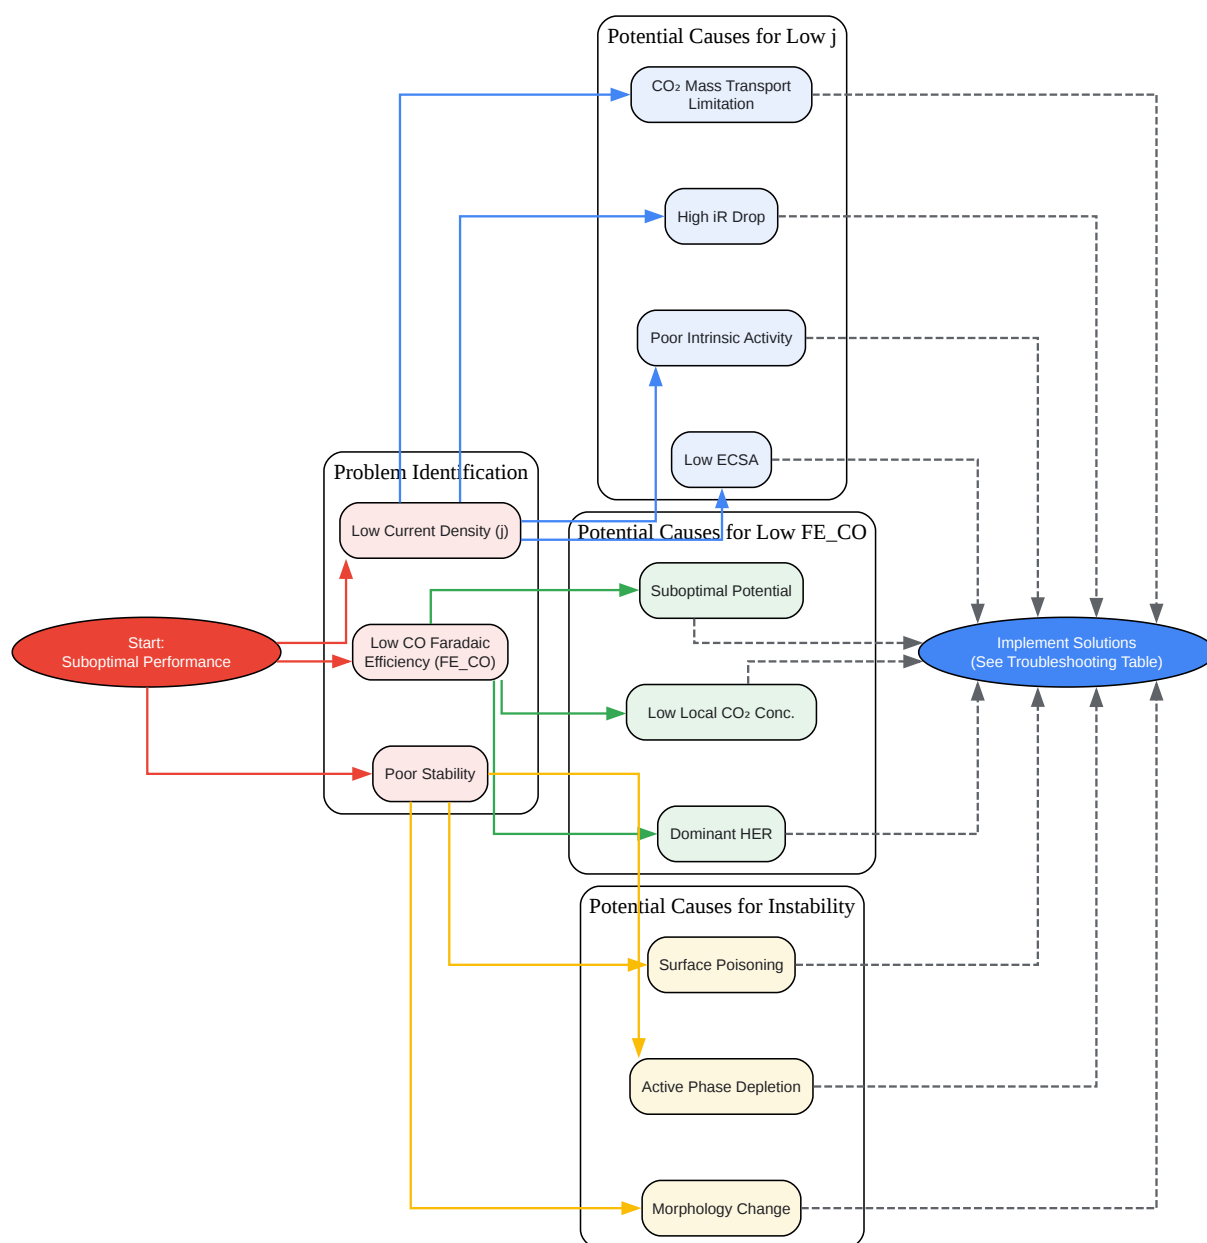 Potential Causes for Low j
CO₂ Mass Transport
Limitation
High iR Drop
Poor Intrinsic Activity
Low ECSA
Problem Identification
Low Current Density (j)
Low CO Faradaic
Efficiency (FE_CO)
Poor Stability
Start:
Suboptimal Performance
Potential Causes for Low FE_CO
Suboptimal Potential
Low Local CO₂ Conc.
Dominant HER
Implement Solutions
(See Troubleshooting Table)
Potential Causes for Instability
Surface Poisoning
Active Phase Depletion
Morphology Change